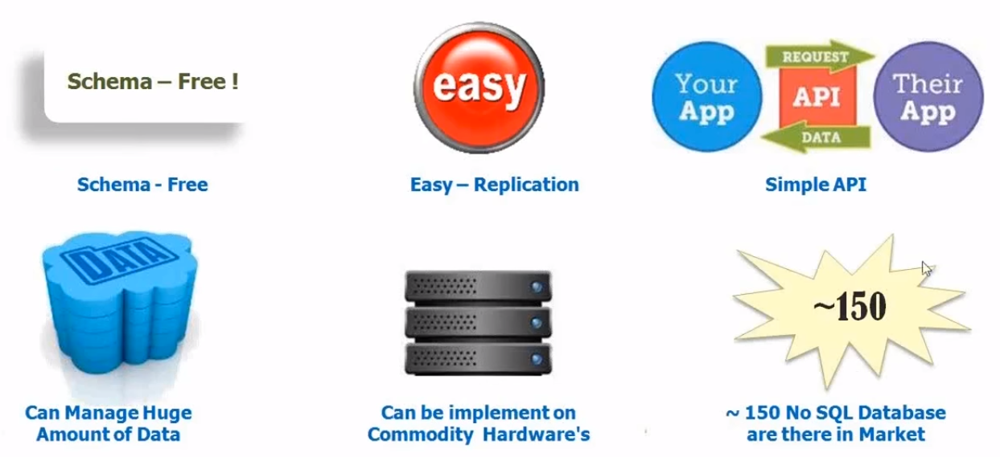 Schema – Free !
easy
Your
App
REQUEST
API
DATA
Their
App
Schema - Free
Easy – Replication
Simple API
DATA
~150
Can Manage Huge
Amount of Data
Can be implement on
Commodity Hardware's
~ 150 No SQL Database
are there in Market